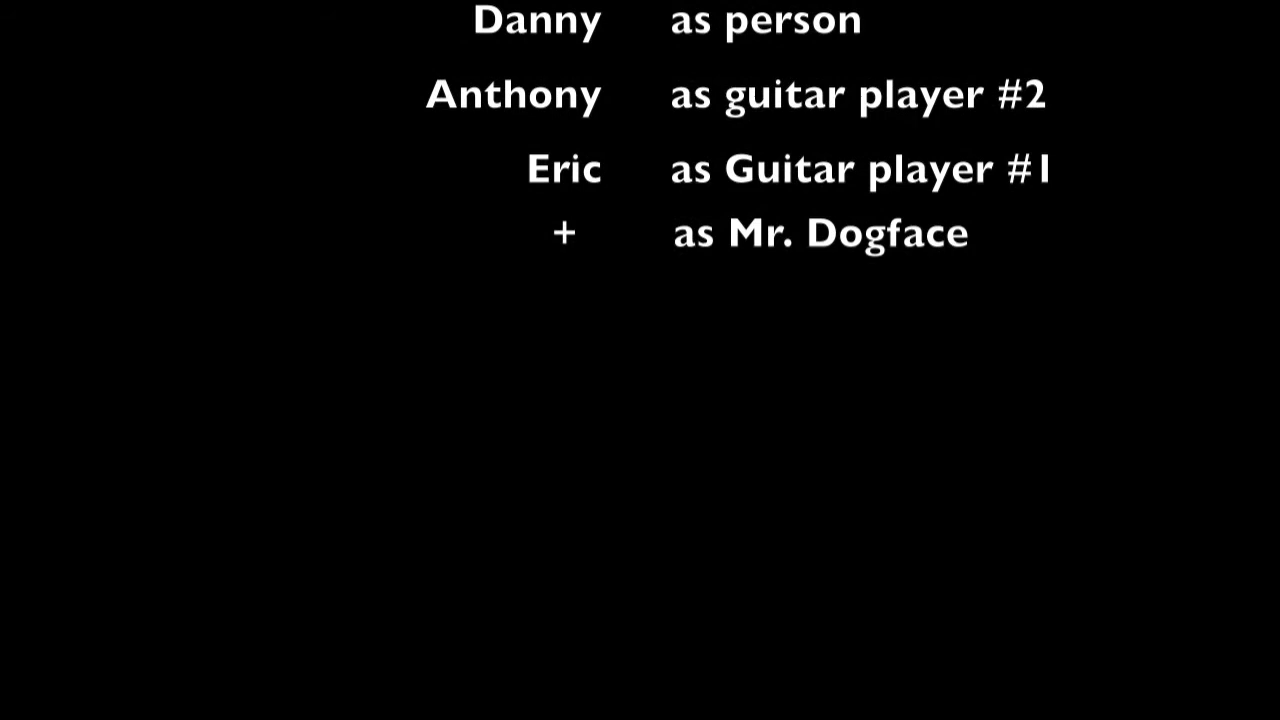 Danny as person
Anthony as guitar player #2
Eric as Guitar player #1
+ as Mr. Dogface